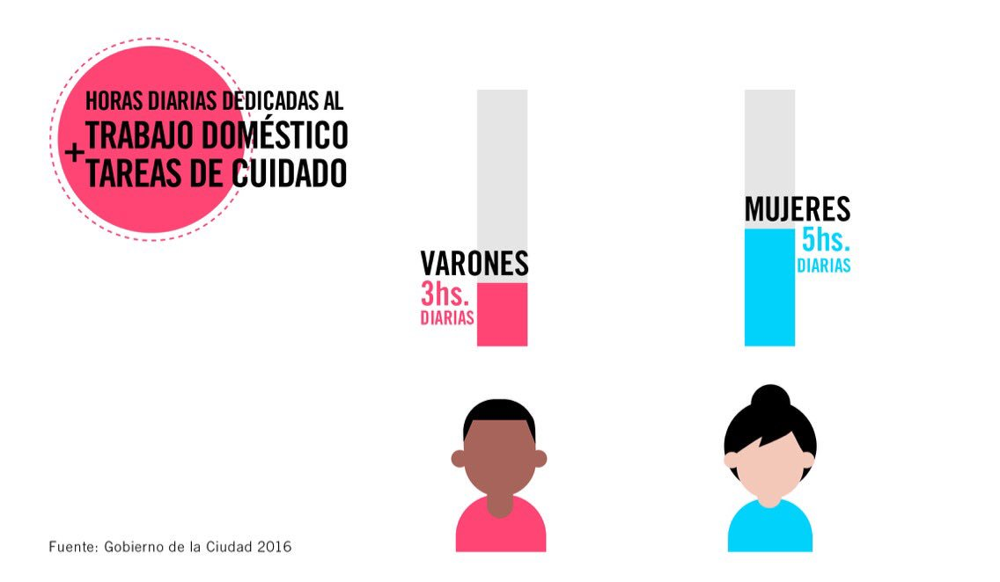 HORAS DIARIAS DEDICADAS AL
TRABAJO DOMÉSTICO
+
TAREAS DE CUIDADO
VARONES
3hs.
DIARIAS
MUJERES
5hs.
DIARIAS
Fuente: Gobierno de la Ciudad 2016